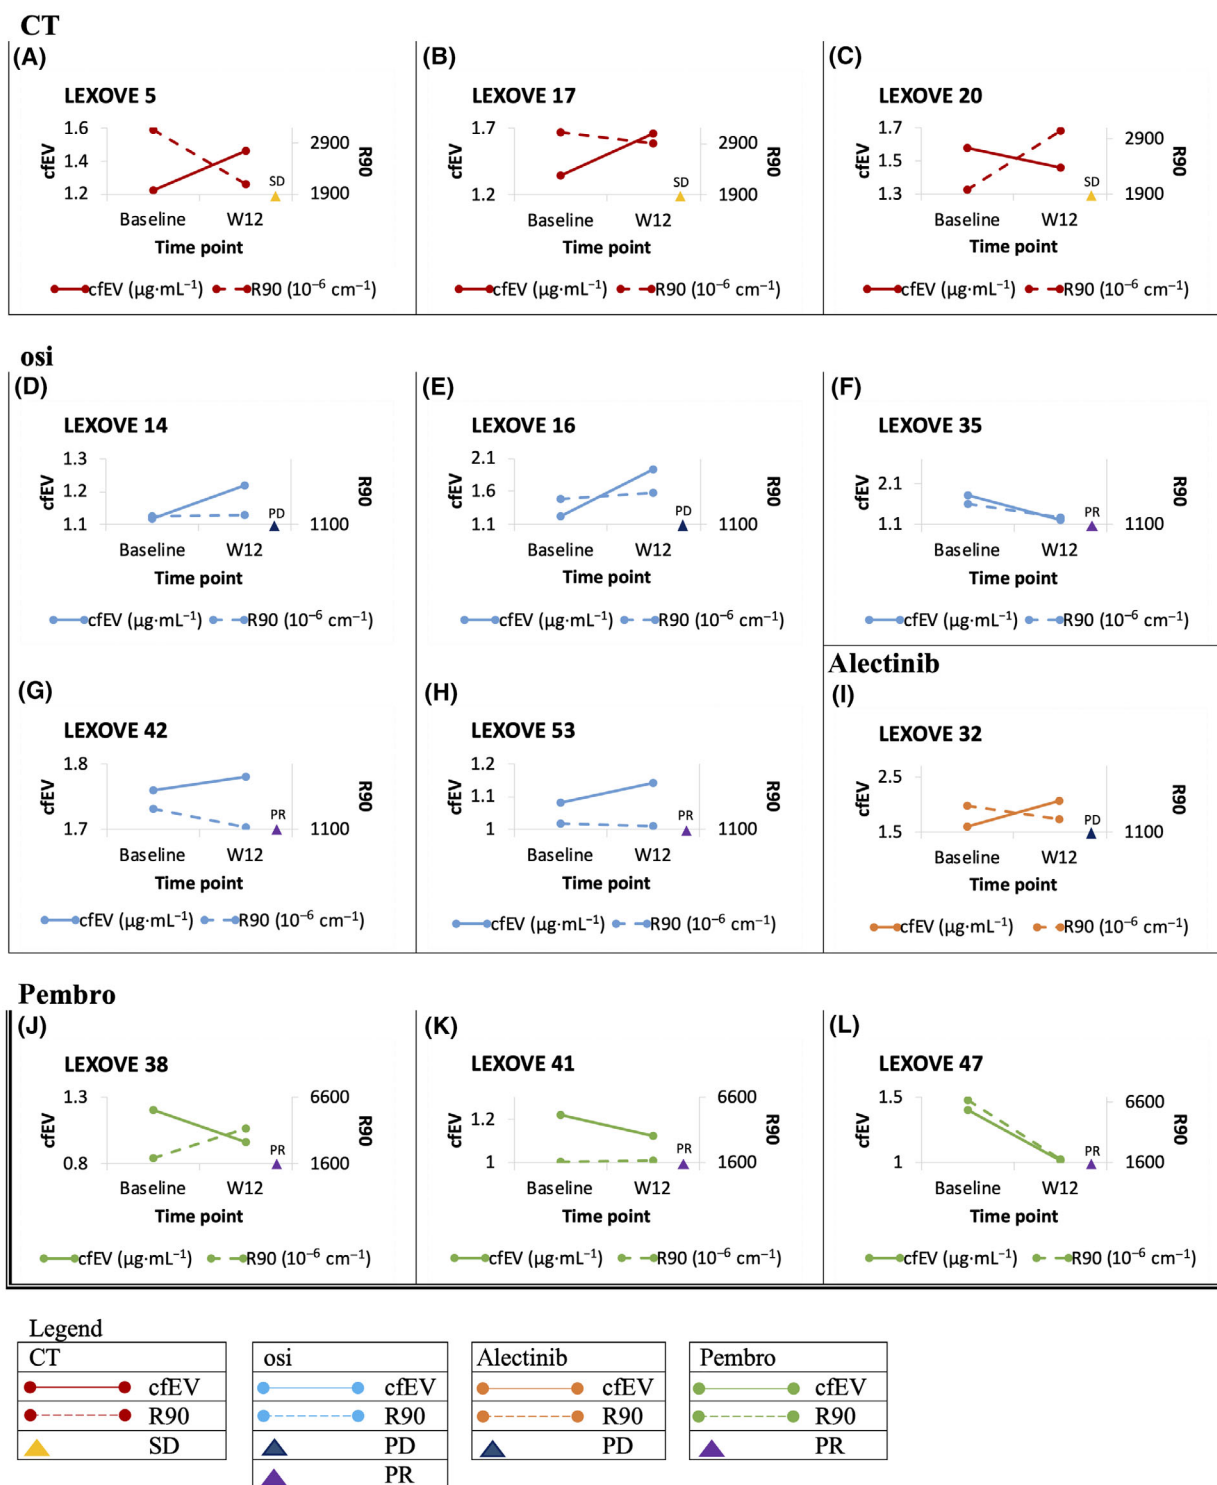 CT
(A)
LEXOVE 5
1.6
1.4
1.2
cfEV
2900
1900
R90
SD
Baseline W12
Time point
cfEV (µg·mL⁻¹) R90 (10⁻⁶ cm⁻¹)
(B)
LEXOVE 17
1.7
1.2
cfEV
2900
1900
R90
SD
Baseline W12
Time point
cfEV (µg·mL⁻¹) R90 (10⁻⁶ cm⁻¹)
(C)
LEXOVE 20
1.7
1.5
1.3
cfEV
2900
1900
R90
SD
Baseline W12
Time point
cfEV (µg·mL⁻¹) R90 (10⁻⁶ cm⁻¹)
osi
(D)
LEXOVE 14
1.3
1.2
1.1
cfEV
1100
R90
PD
Baseline W12
Time point
cfEV (µg·mL⁻¹) R90 (10⁻⁶ cm⁻¹)
(E)
LEXOVE 16
2.1
1.6
1.1
cfEV
1100
R90
PD
Baseline W12
Time point
cfEV (µg·mL⁻¹) R90 (10⁻⁶ cm⁻¹)
(F)
LEXOVE 35
2.1
1.1
cfEV
1100
R90
PR
Baseline W12
Time point
cfEV (µg·mL⁻¹) R90 (10⁻⁶ cm⁻¹)
(G)
LEXOVE 42
1.8
1.7
cfEV
1100
R90
PR
Baseline W12
Time point
cfEV (µg·mL⁻¹) R90 (10⁻⁶ cm⁻¹)
(H)
LEXOVE 53
1.2
1.1
1
cfEV
1100
R90
PR
Baseline W12
Time point
cfEV (µg·mL⁻¹) R90 (10⁻⁶ cm⁻¹)
Alectinib
(I)
LEXOVE 32
2.5
1.5
cfEV
1100
R90
PD
Baseline W12
Time point
cfEV (µg·mL⁻¹) R90 (10⁻⁶ cm⁻¹)
Pembro
(J)
LEXOVE 38
1.3
0.8
cfEV
6600
1600
R90
PR
Baseline W12
Time point
cfEV (µg·mL⁻¹) R90 (10⁻⁶ cm⁻¹)
(K)
LEXOVE 41
1.2
1
cfEV
6600
1600
R90
PR
Baseline W12
Time point
cfEV (µg·mL⁻¹) R90 (10⁻⁶ cm⁻¹)
(L)
LEXOVE 47
1.5
1
cfEV
6600
1600
R90
PR
Baseline W12
Time point
cfEV (µg·mL⁻¹) R90 (10⁻⁶ cm⁻¹)
Legend
CT
cfEV
R90
SD
osi
cfEV
R90
PD
PR
Alectinib
cfEV
R90
PD
Pembro
cfEV
R90
PR